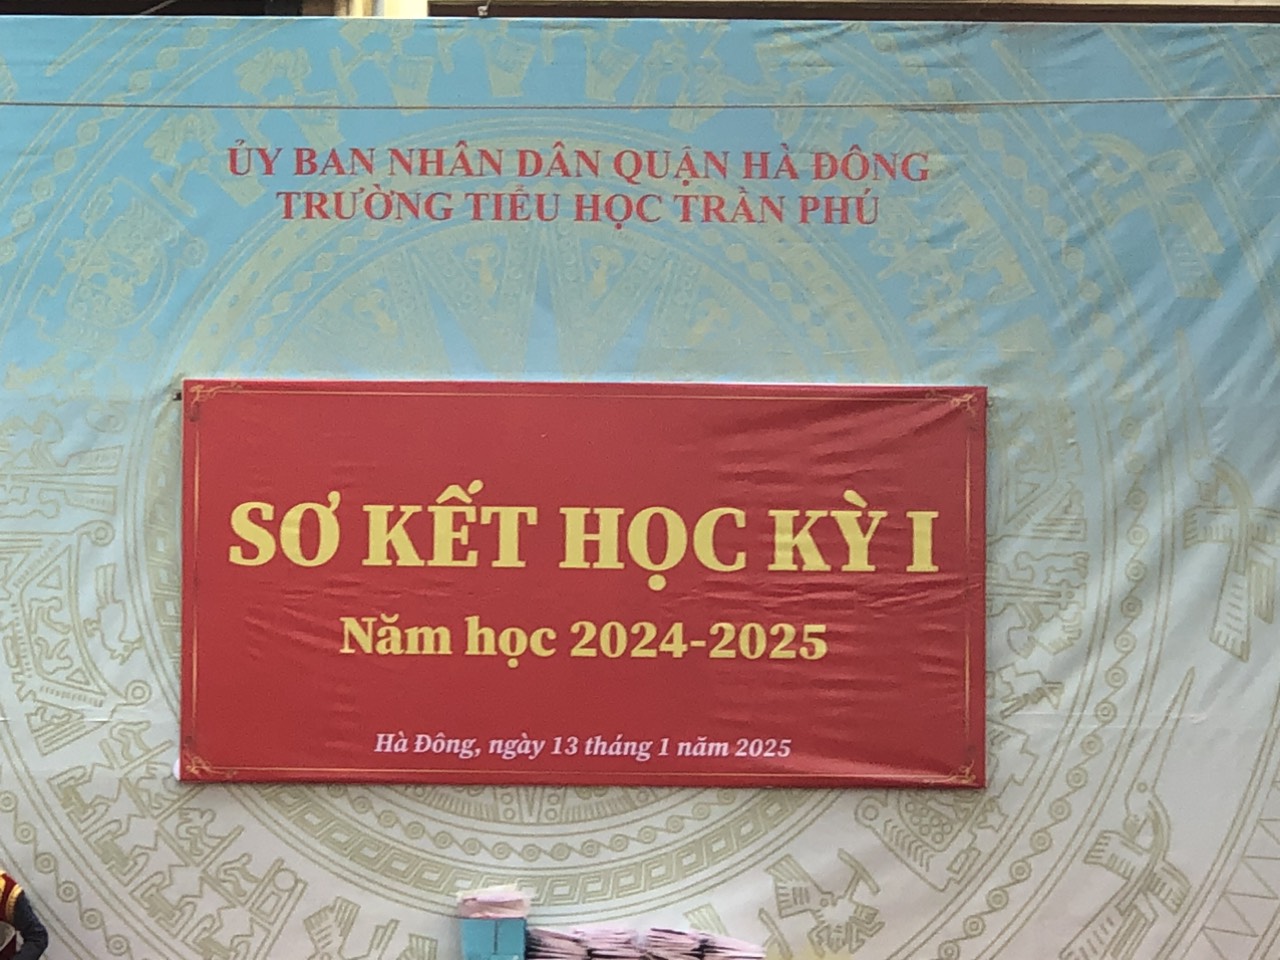 ỦY BAN NHÂN DÂN QUẬN HÀ ĐÔNG
TRƯỜNG TIỂU HỌC TRẦN PHÚ
SƠ KẾT HỌC KỲ I
Năm học 2024-2025
Hà Đông, ngày 13 tháng 1 năm 2025